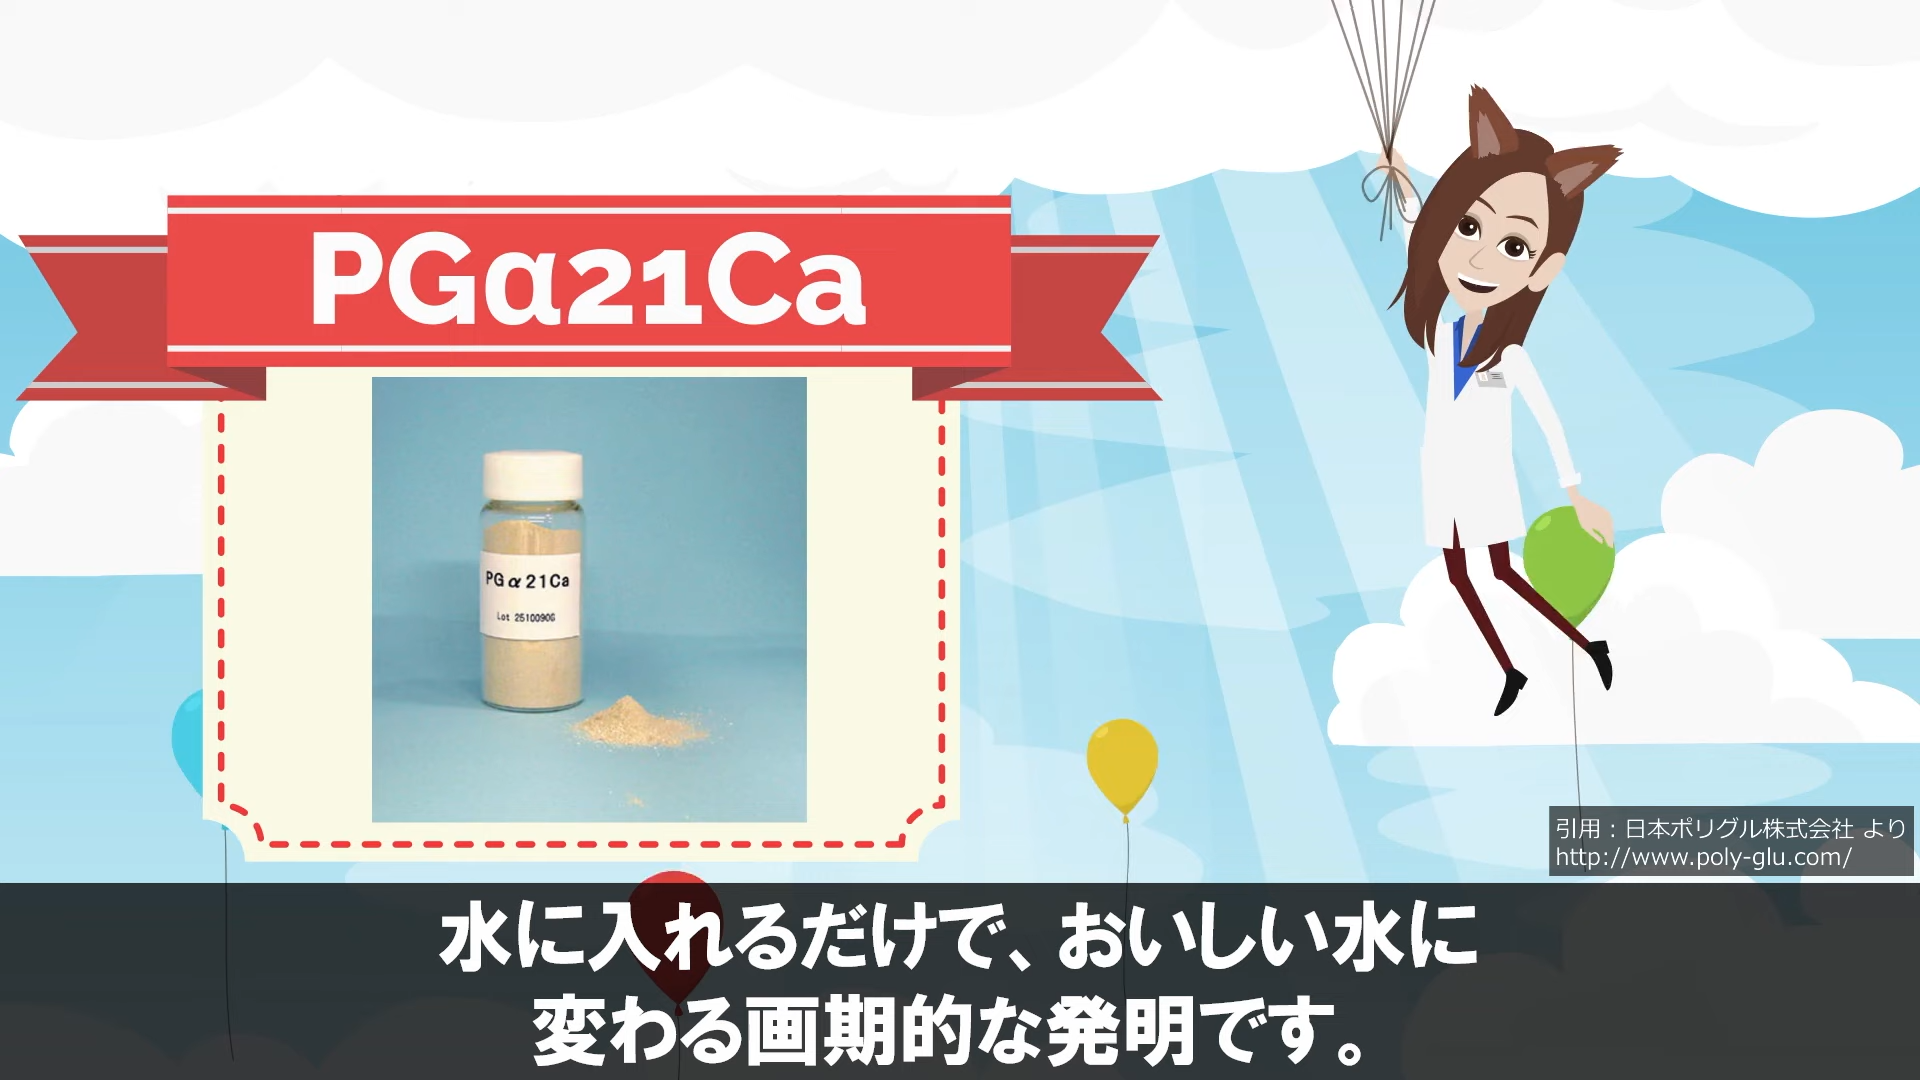 PGα21Ca
PGα21Ca
Lot 2510090G
引用：日本ポリグル株式会社 より
http://www.poly-glu.com/
水に入れるだけで、おいしい水に
変わる画期的な発明です。